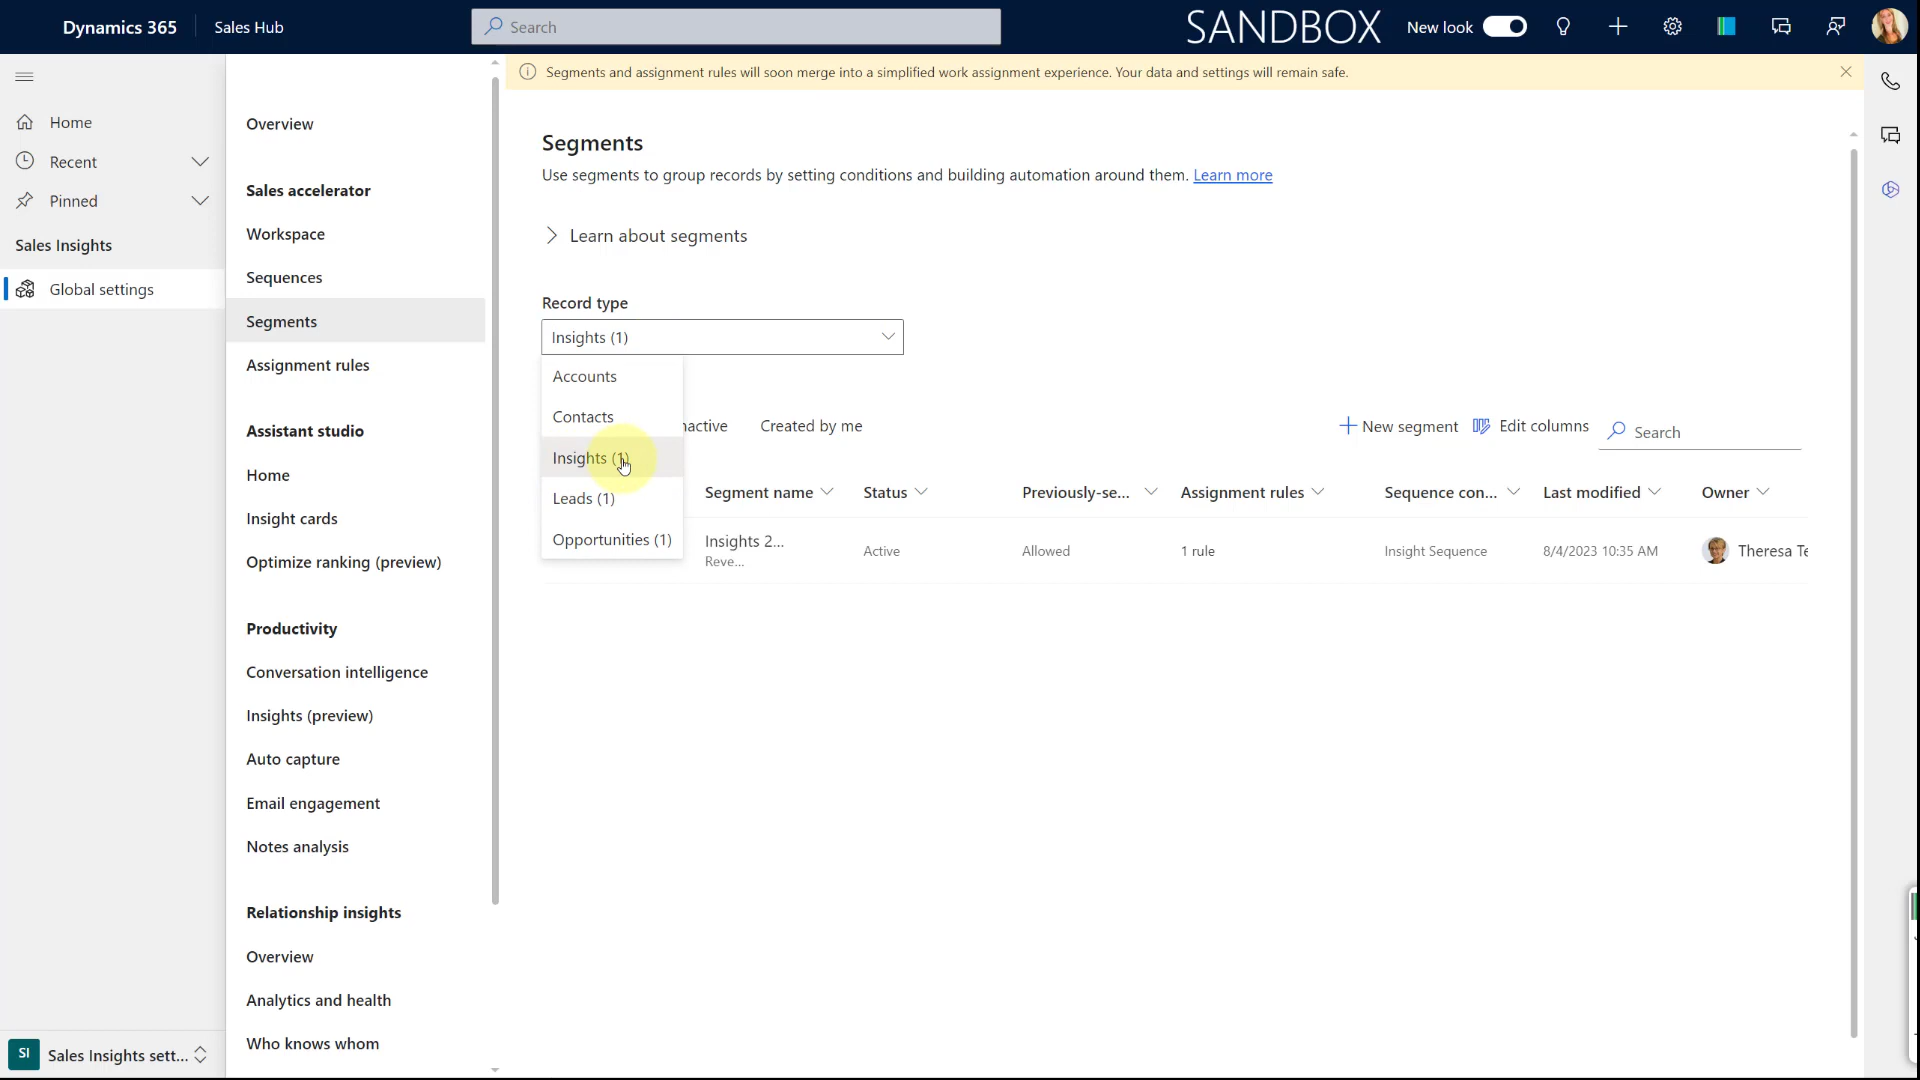 Dynamics 365
Sales Hub
Search
SANDBOX
New look
Home
Recent
Pinned
Sales Insights
Global settings
SI
Sales Insights sett...
Overview
Sales accelerator
Workspace
Sequences
Segments
Assignment rules
Assistant studio
Home
Insight cards
Optimize ranking (preview)
Productivity
Conversation intelligence
Insights (preview)
Auto capture
Email engagement
Notes analysis
Relationship insights
Overview
Analytics and health
Who knows whom
Segments and assignment rules will soon merge into a simplified work assignment experience. Your data and settings will remain safe.
Segments
Use segments to group records by setting conditions and building automation around them. Learn more
Learn about segments
Record type
Insights (1)
Accounts
Contacts
Insights (1)
Leads (1)
Opportunities (1)
Created by me
New segment
Edit columns
Search
Segment name
Status
Previously-se...
Assignment rules
Sequence con...
Last modified
Owner
Insights 2...
Reve...
Active
Allowed
1 rule
Insight Sequence
8/4/2023 10:35 AM
Theresa Te